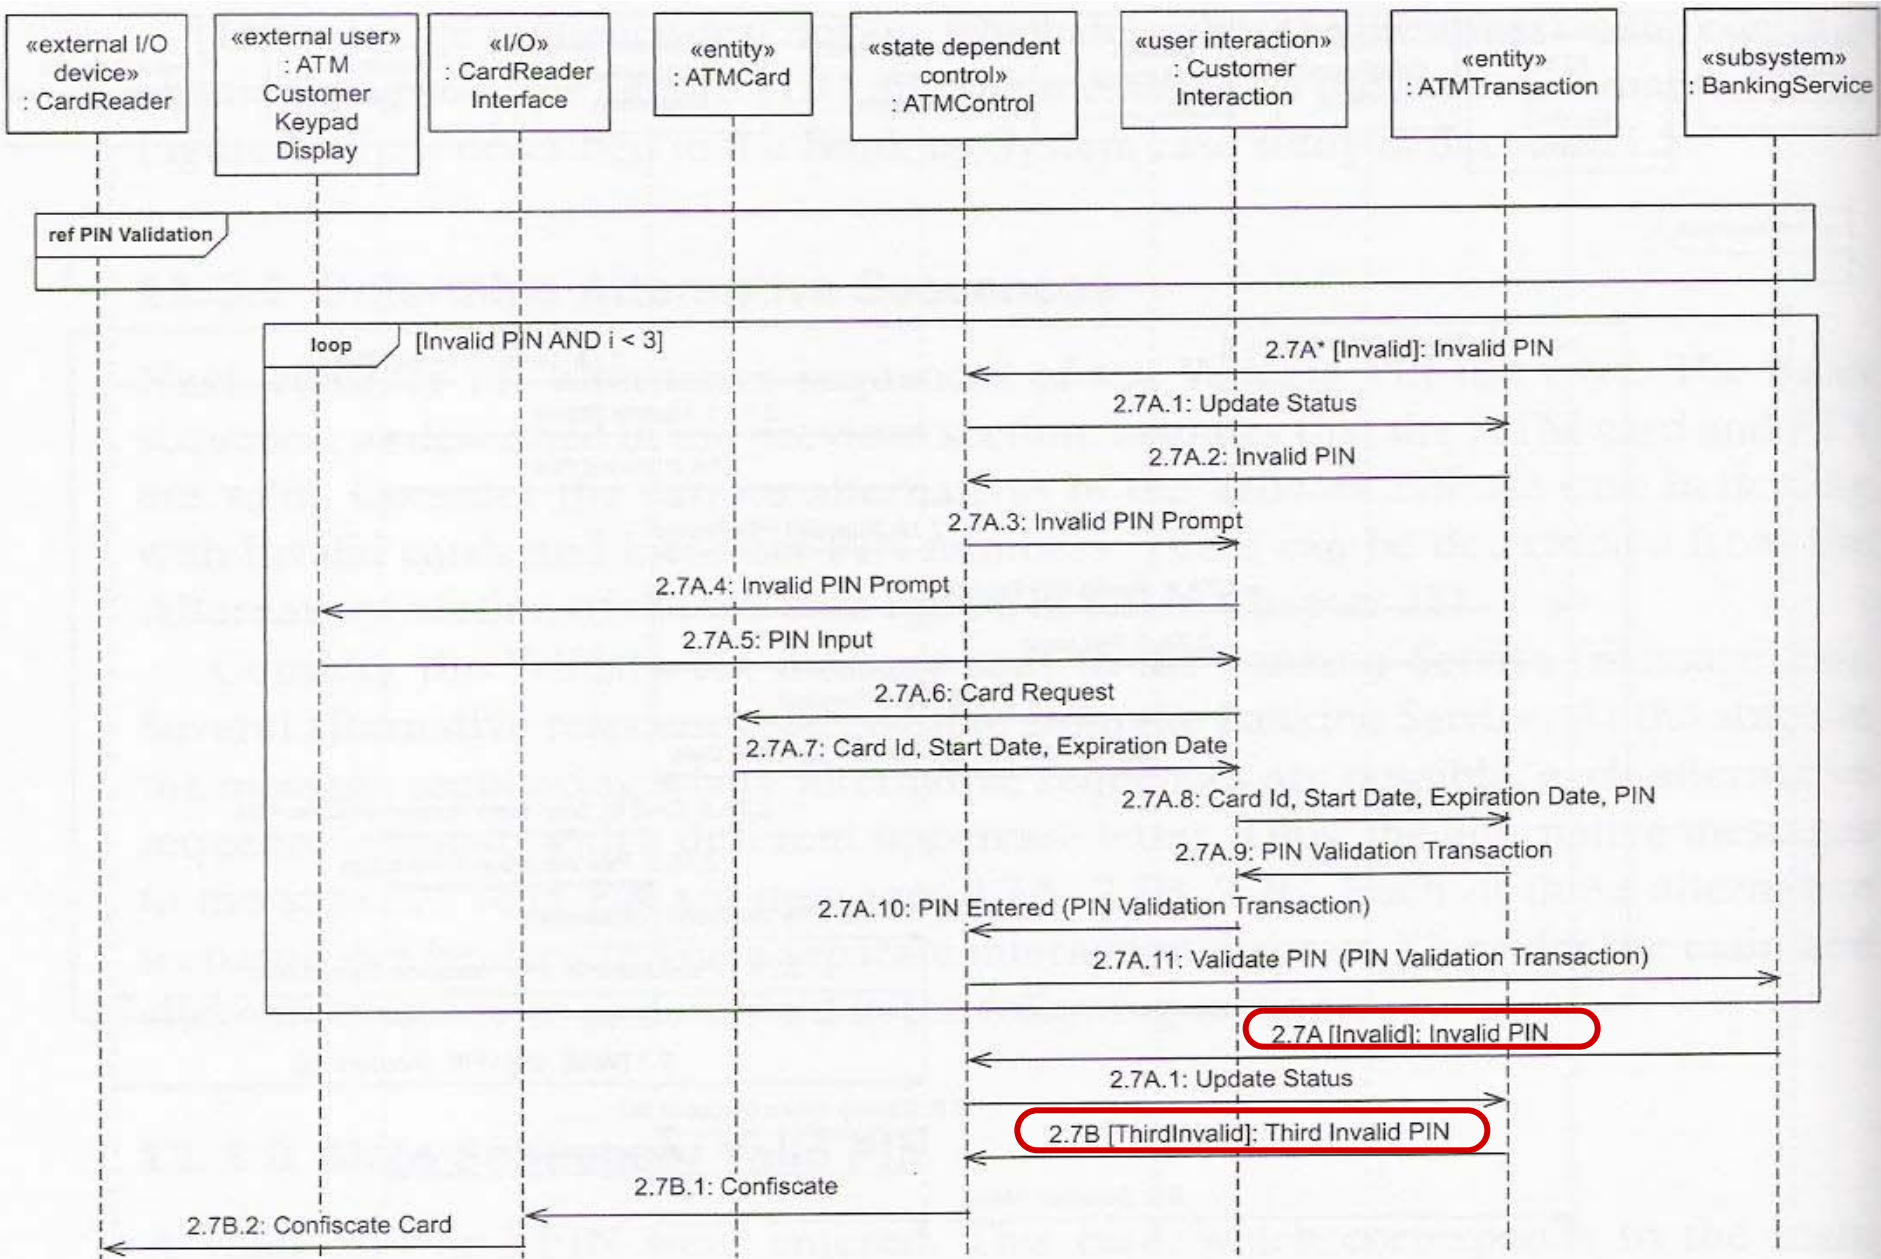 «external I/O
device»
: CardReader
«external user»
: ATM
Customer
Keypad
Display
«I/O»
: CardReader
Interface
«entity»
: ATMCard
«state dependent
control»
: ATMControl
«user interaction»
: Customer
Interaction
«entity»
: ATMTransaction
«subsystem»
: BankingService
ref PIN Validation
loop
[Invalid PIN AND i < 3]
2.7A* [Invalid]: Invalid PIN
2.7A.1: Update Status
2.7A.2: Invalid PIN
2.7A.3: Invalid PIN Prompt
2.7A.4: Invalid PIN Prompt
2.7A.5: PIN Input
2.7A.6: Card Request
2.7A.7: Card Id, Start Date, Expiration Date
2.7A.8: Card Id, Start Date, Expiration Date, PIN
2.7A.9: PIN Validation Transaction
2.7A.10: PIN Entered (PIN Validation Transaction)
2.7A.11: Validate PIN (PIN Validation Transaction)
2.7A [Invalid]: Invalid PIN
2.7A.1: Update Status
2.7B [ThirdInvalid]: Third Invalid PIN
2.7B.1: Confiscate
2.7B.2: Confiscate Card